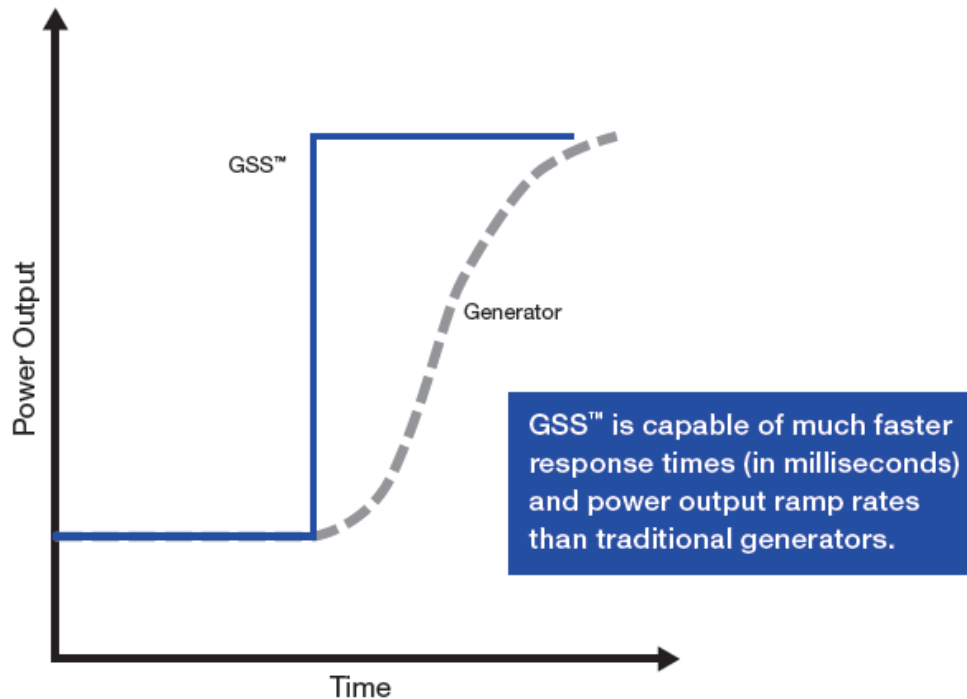 GSS™
Power Output
Generator
GSS™ is capable of much faster
response times (in milliseconds)
and power output ramp rates
than traditional generators.
Time